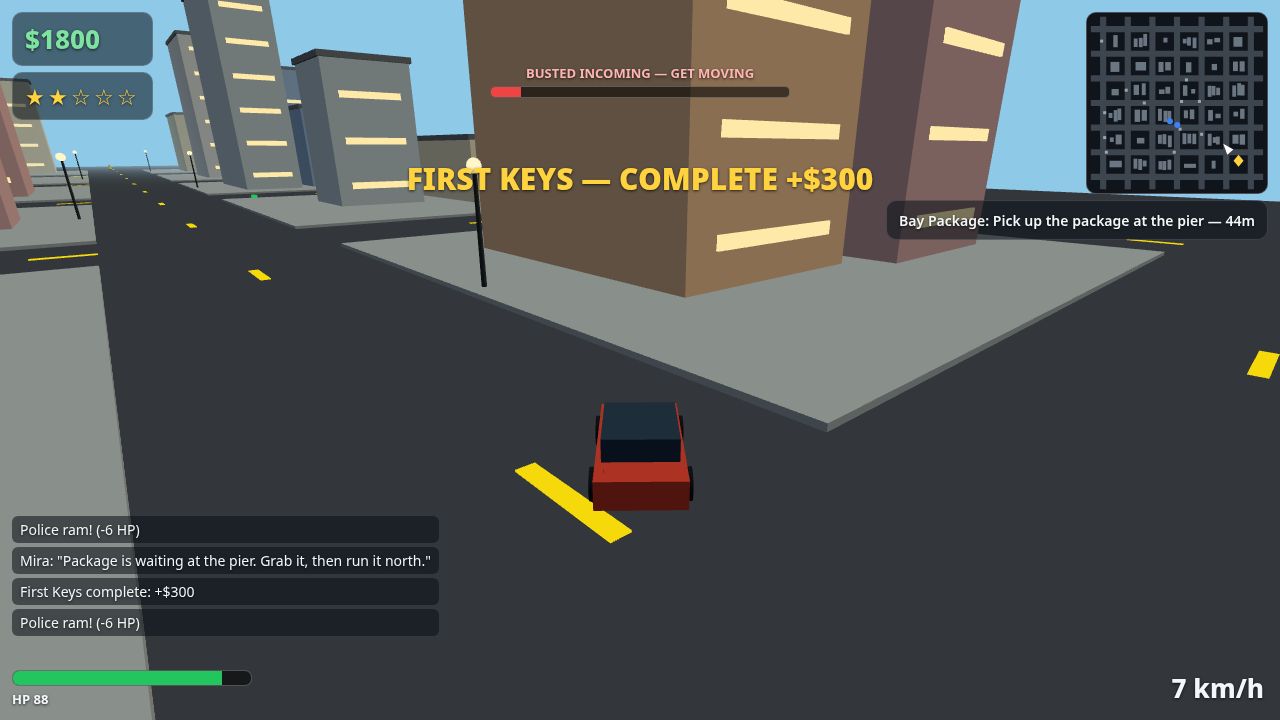 $1800
★★☆☆☆
BUSTED INCOMING — GET MOVING
FIRST KEYS — COMPLETE +$300
Bay Package: Pick up the package at the pier — 44m
Police ram! (-6 HP)
Mira: "Package is waiting at the pier. Grab it, then run it north."
First Keys complete: +$300
Police ram! (-6 HP)
HP 88
7 km/h